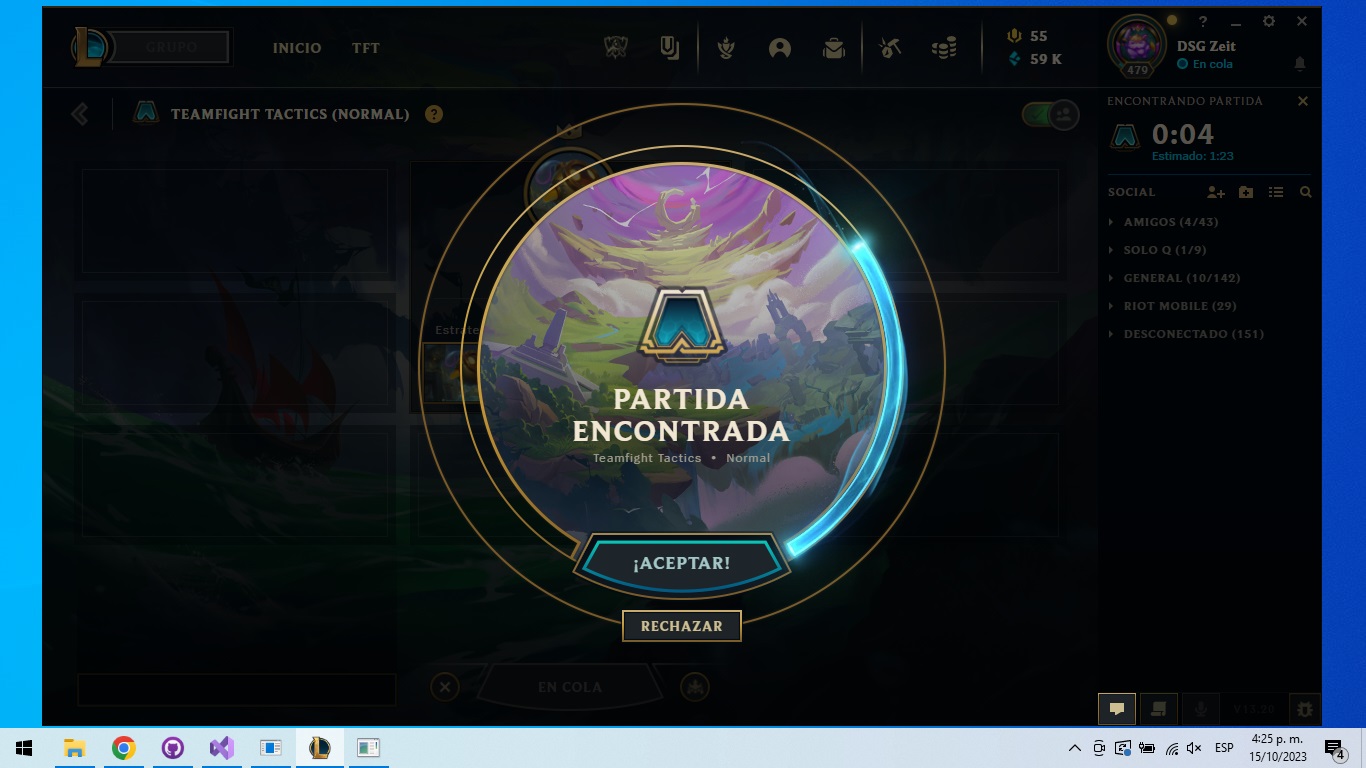 GRUPO
INICIO
TFT
55
59 K
?
DSG Zeit
En cola
479
TEAMFIGHT TACTICS (NORMAL)
?
ENCONTRANDO PARTIDA
0:04
Estimado: 1:23
SOCIAL
AMIGOS (4/43)
SOLO Q (1/9)
GENERAL (10/142)
RIOT MOBILE (29)
DESCONECTADO (151)
Estrate
PARTIDA
ENCONTRADA
Teamfight Tactics • Normal
¡ACEPTAR!
RECHAZAR
EN COLA
V13.20
ESP
4:25 p. m.
15/10/2023
4